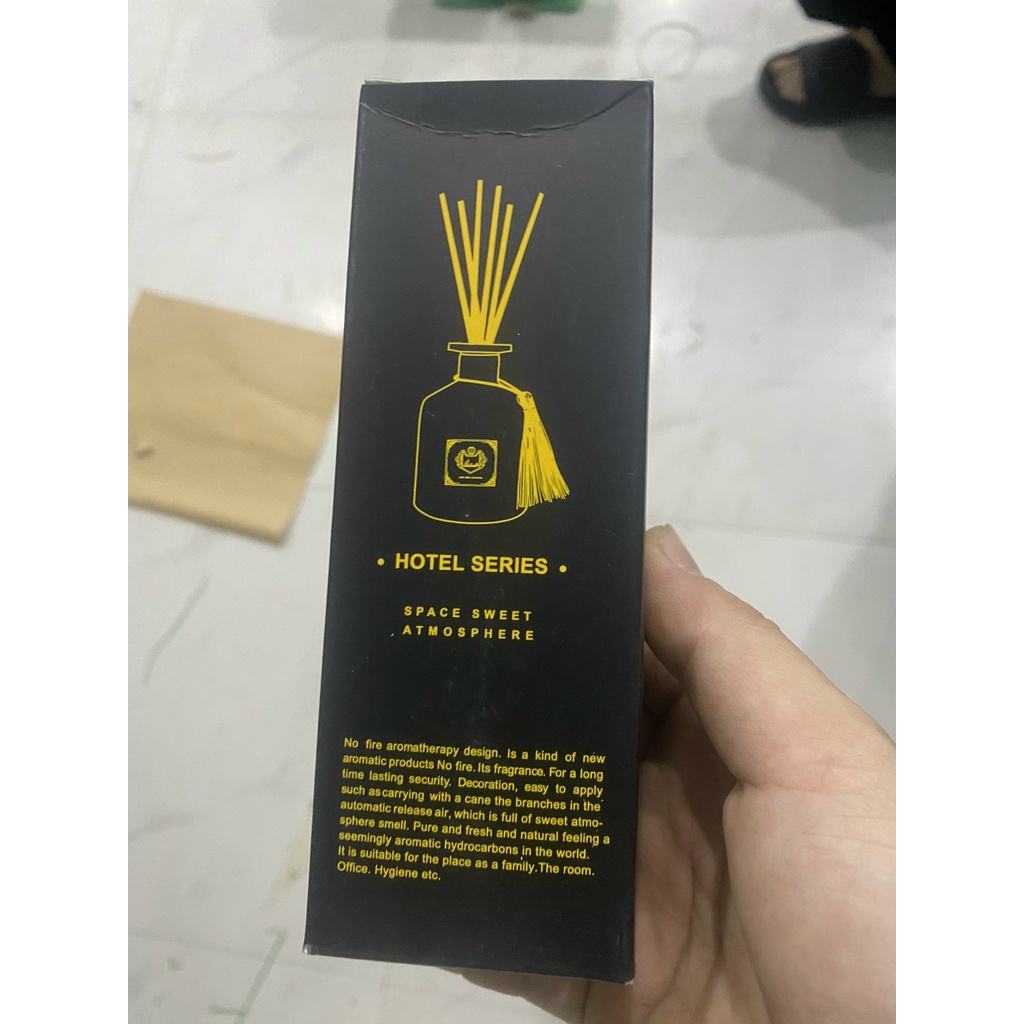 • HOTEL SERIES •
SPACE SWEET
ATMOSPHERE
No fire aromatherapy design. Is a kind of new
aromatic products No fire. Its fragrance. For a long
time lasting security. Decoration, easy to apply
such as carrying with a cane the branches in the
automatic release air, which is full of sweet atmo-
sphere smell. Pure and fresh and natural feeling a
seemingly aromatic hydrocarbons in the world.
It is suitable for the place as a family.The room.
Office. Hygiene etc.